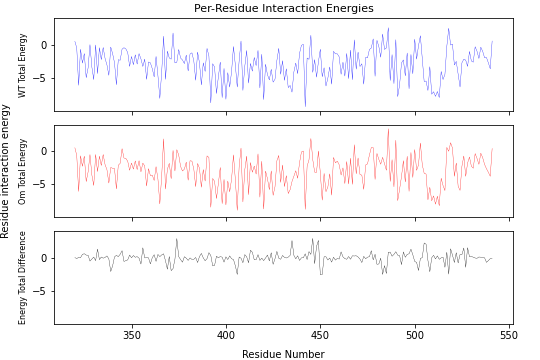 Per-Residue Interaction Energies
Residue interaction energy
WT Total Energy
0
−5
Om Total Energy
0
−5
Energy Total Difference
0
−5
350 400 450 500 550
Residue Number